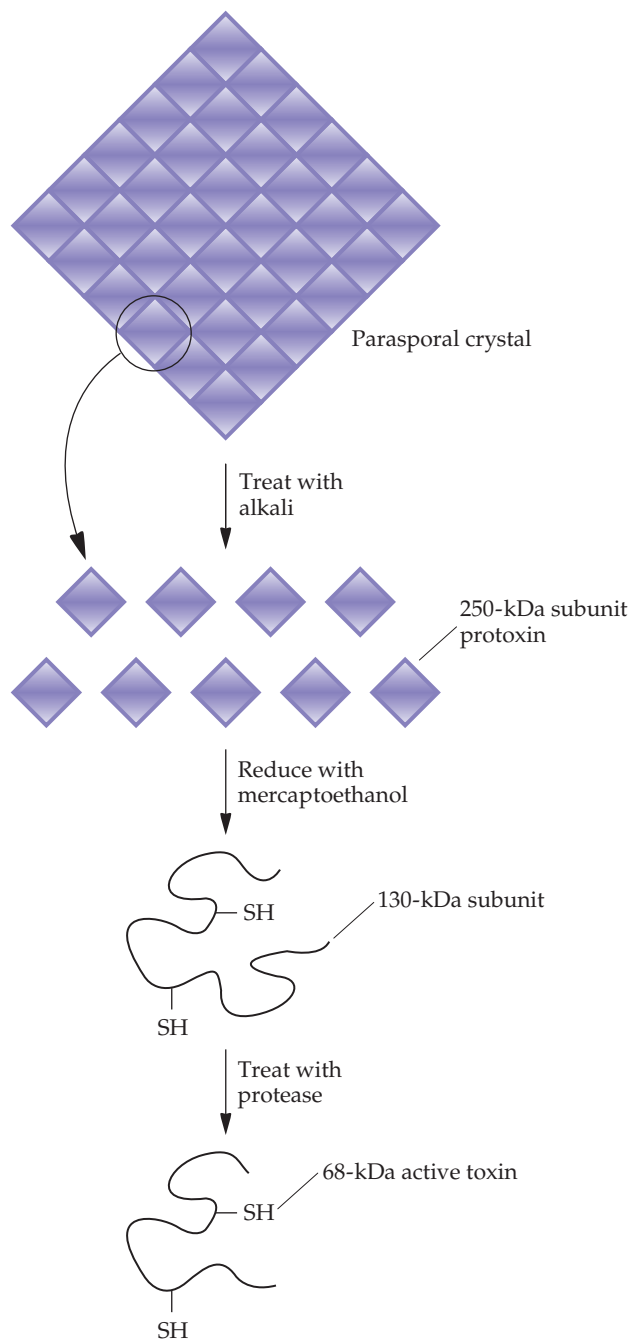 Parasporal crystal
Treat with
alkali
250-kDa subunit
protoxin
Reduce with
mercaptoethanol
SH
130-kDa subunit
SH
Treat with
protease
68-kDa active toxin
SH
SH